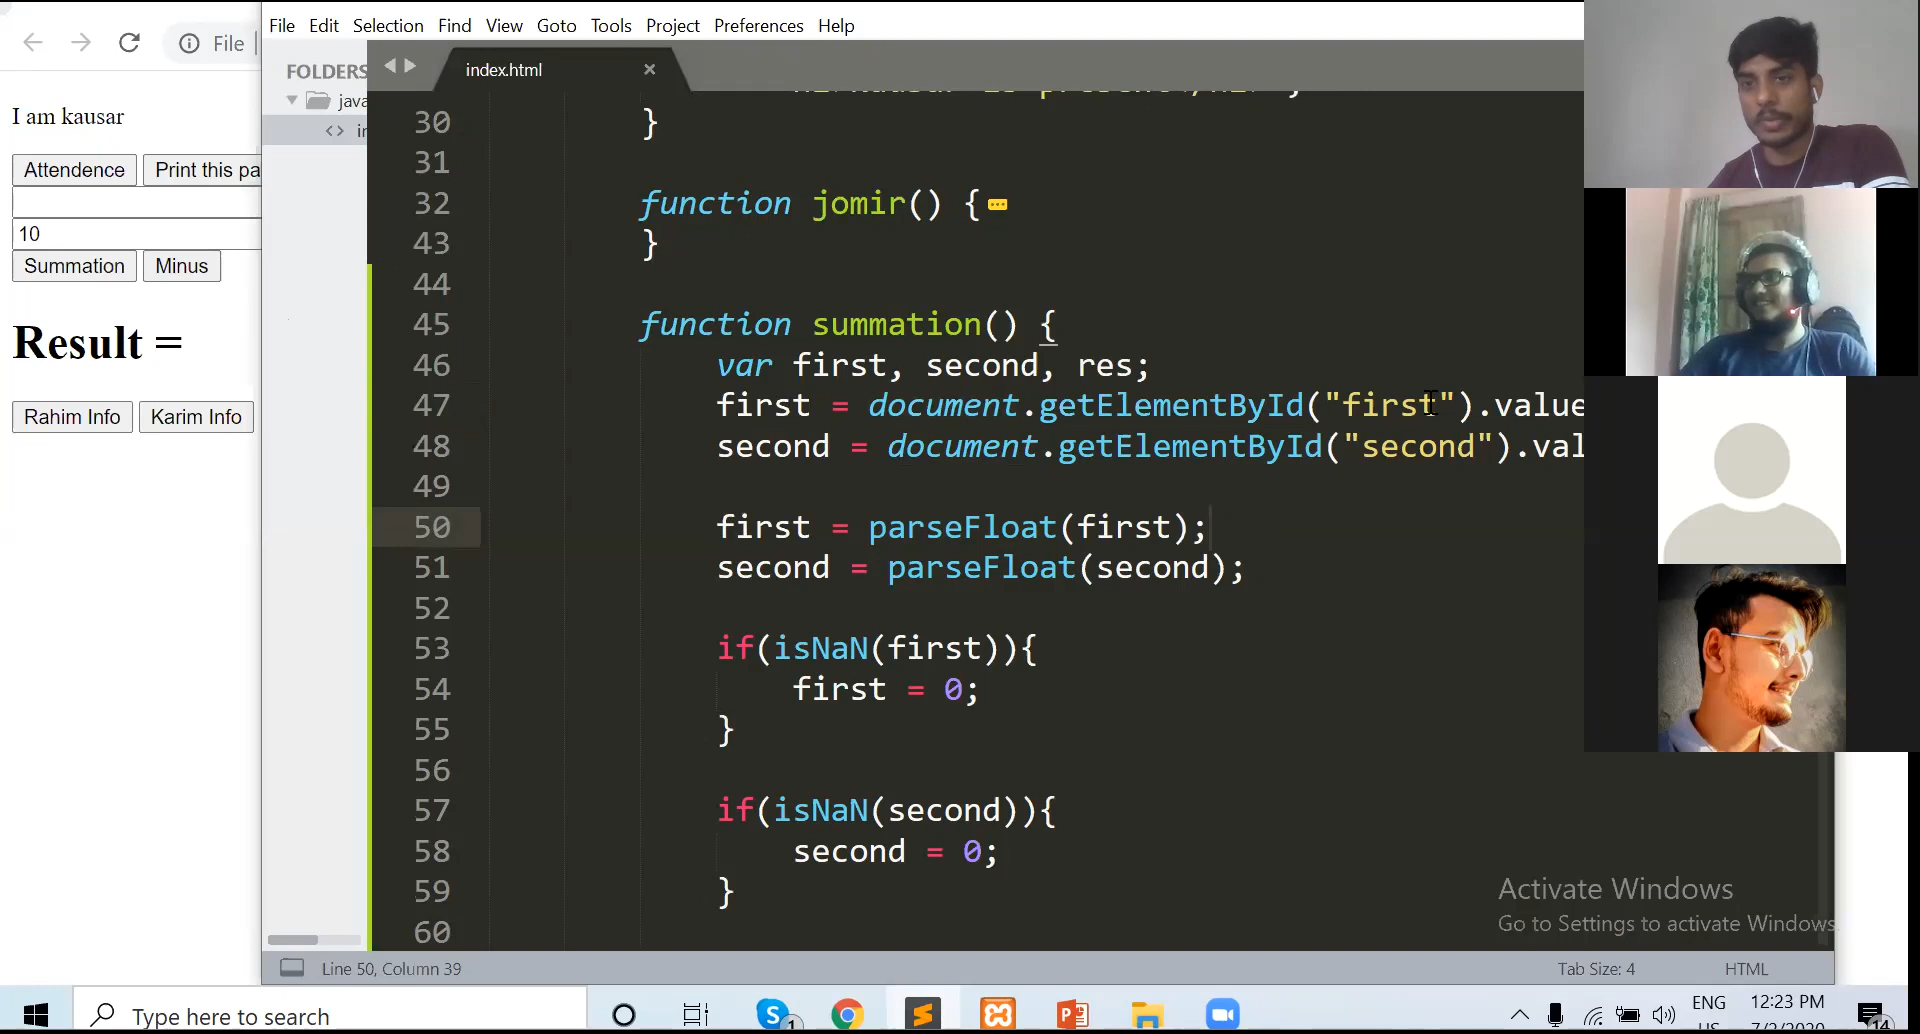 File
I am kausar
Attendence
Print this pa
10
Summation
Minus
Result =
Rahim Info
Karim Info
File Edit Selection Find View Goto Tools Project Preferences Help
FOLDERS
java
in
index.html
30 }
31
32 function jomir() {
43 }
44
45 function summation() {
46 var first, second, res;
47 first = document.getElementById("first").value
48 second = document.getElementById("second").val
49
50 first = parseFloat(first);
51 second = parseFloat(second);
52
53 if(isNaN(first)){
54 first = 0;
55 }
56
57 if(isNaN(second)){
58 second = 0;
59 }
60
Activate Windows
Go to Settings to activate Windows.
Line 50, Column 39
Tab Size: 4
HTML
Type here to search
ENG
12:23 PM